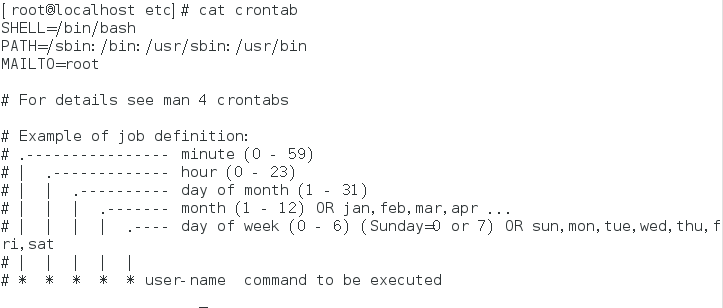 [root@localhost etc]# cat crontab
SHELL=/bin/bash
PATH=/sbin:/bin:/usr/sbin:/usr/bin
MAILTO=root
# For details see man 4 crontabs
# Example of job definition:
# .---------------- minute (0 - 59)
# |  .------------- hour (0 - 23)
# |  |  .---------- day of month (1 - 31)
# |  |  |  .------- month (1 - 12) OR jan,feb,mar,apr ...
# |  |  |  |  .---- day of week (0 - 6) (Sunday=0 or 7) OR sun,mon,tue,wed,thu,f
ri,sat
# |  |  |  |  |
# *  *  *  *  * user-name  command to be executed